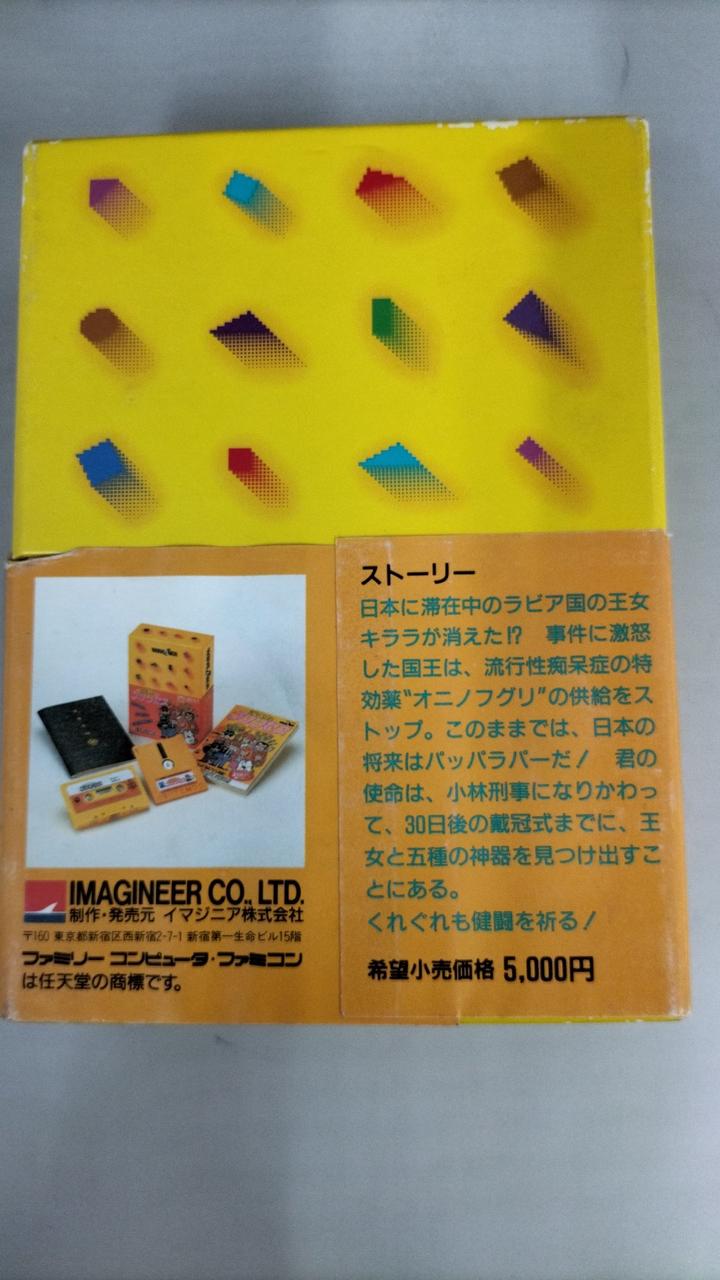 IMAGINEER CO., LTD.
制作・発売元 イマジニア株式会社
〒160 東京都新宿区西新宿2-7-1 新宿第一生命ビル15階
ファミリー コンピュータ・ファミコン
は任天堂の商標です。
ストーリー
日本に滞在中のラビア国の王女
キララが消えた!? 事件に激怒
した国王は、流行性痴呆症の特
効薬“オニノフグリ”の供給をス
トップ。このままでは、日本の
将来はパッパラパーだ! 君の
使命は、小林刑事になりかわっ
て、30日後の戴冠式までに、王
女と五種の神器を見つけ出すこ
とにある。
くれぐれも健闘を祈る!
希望小売価格 5,000円